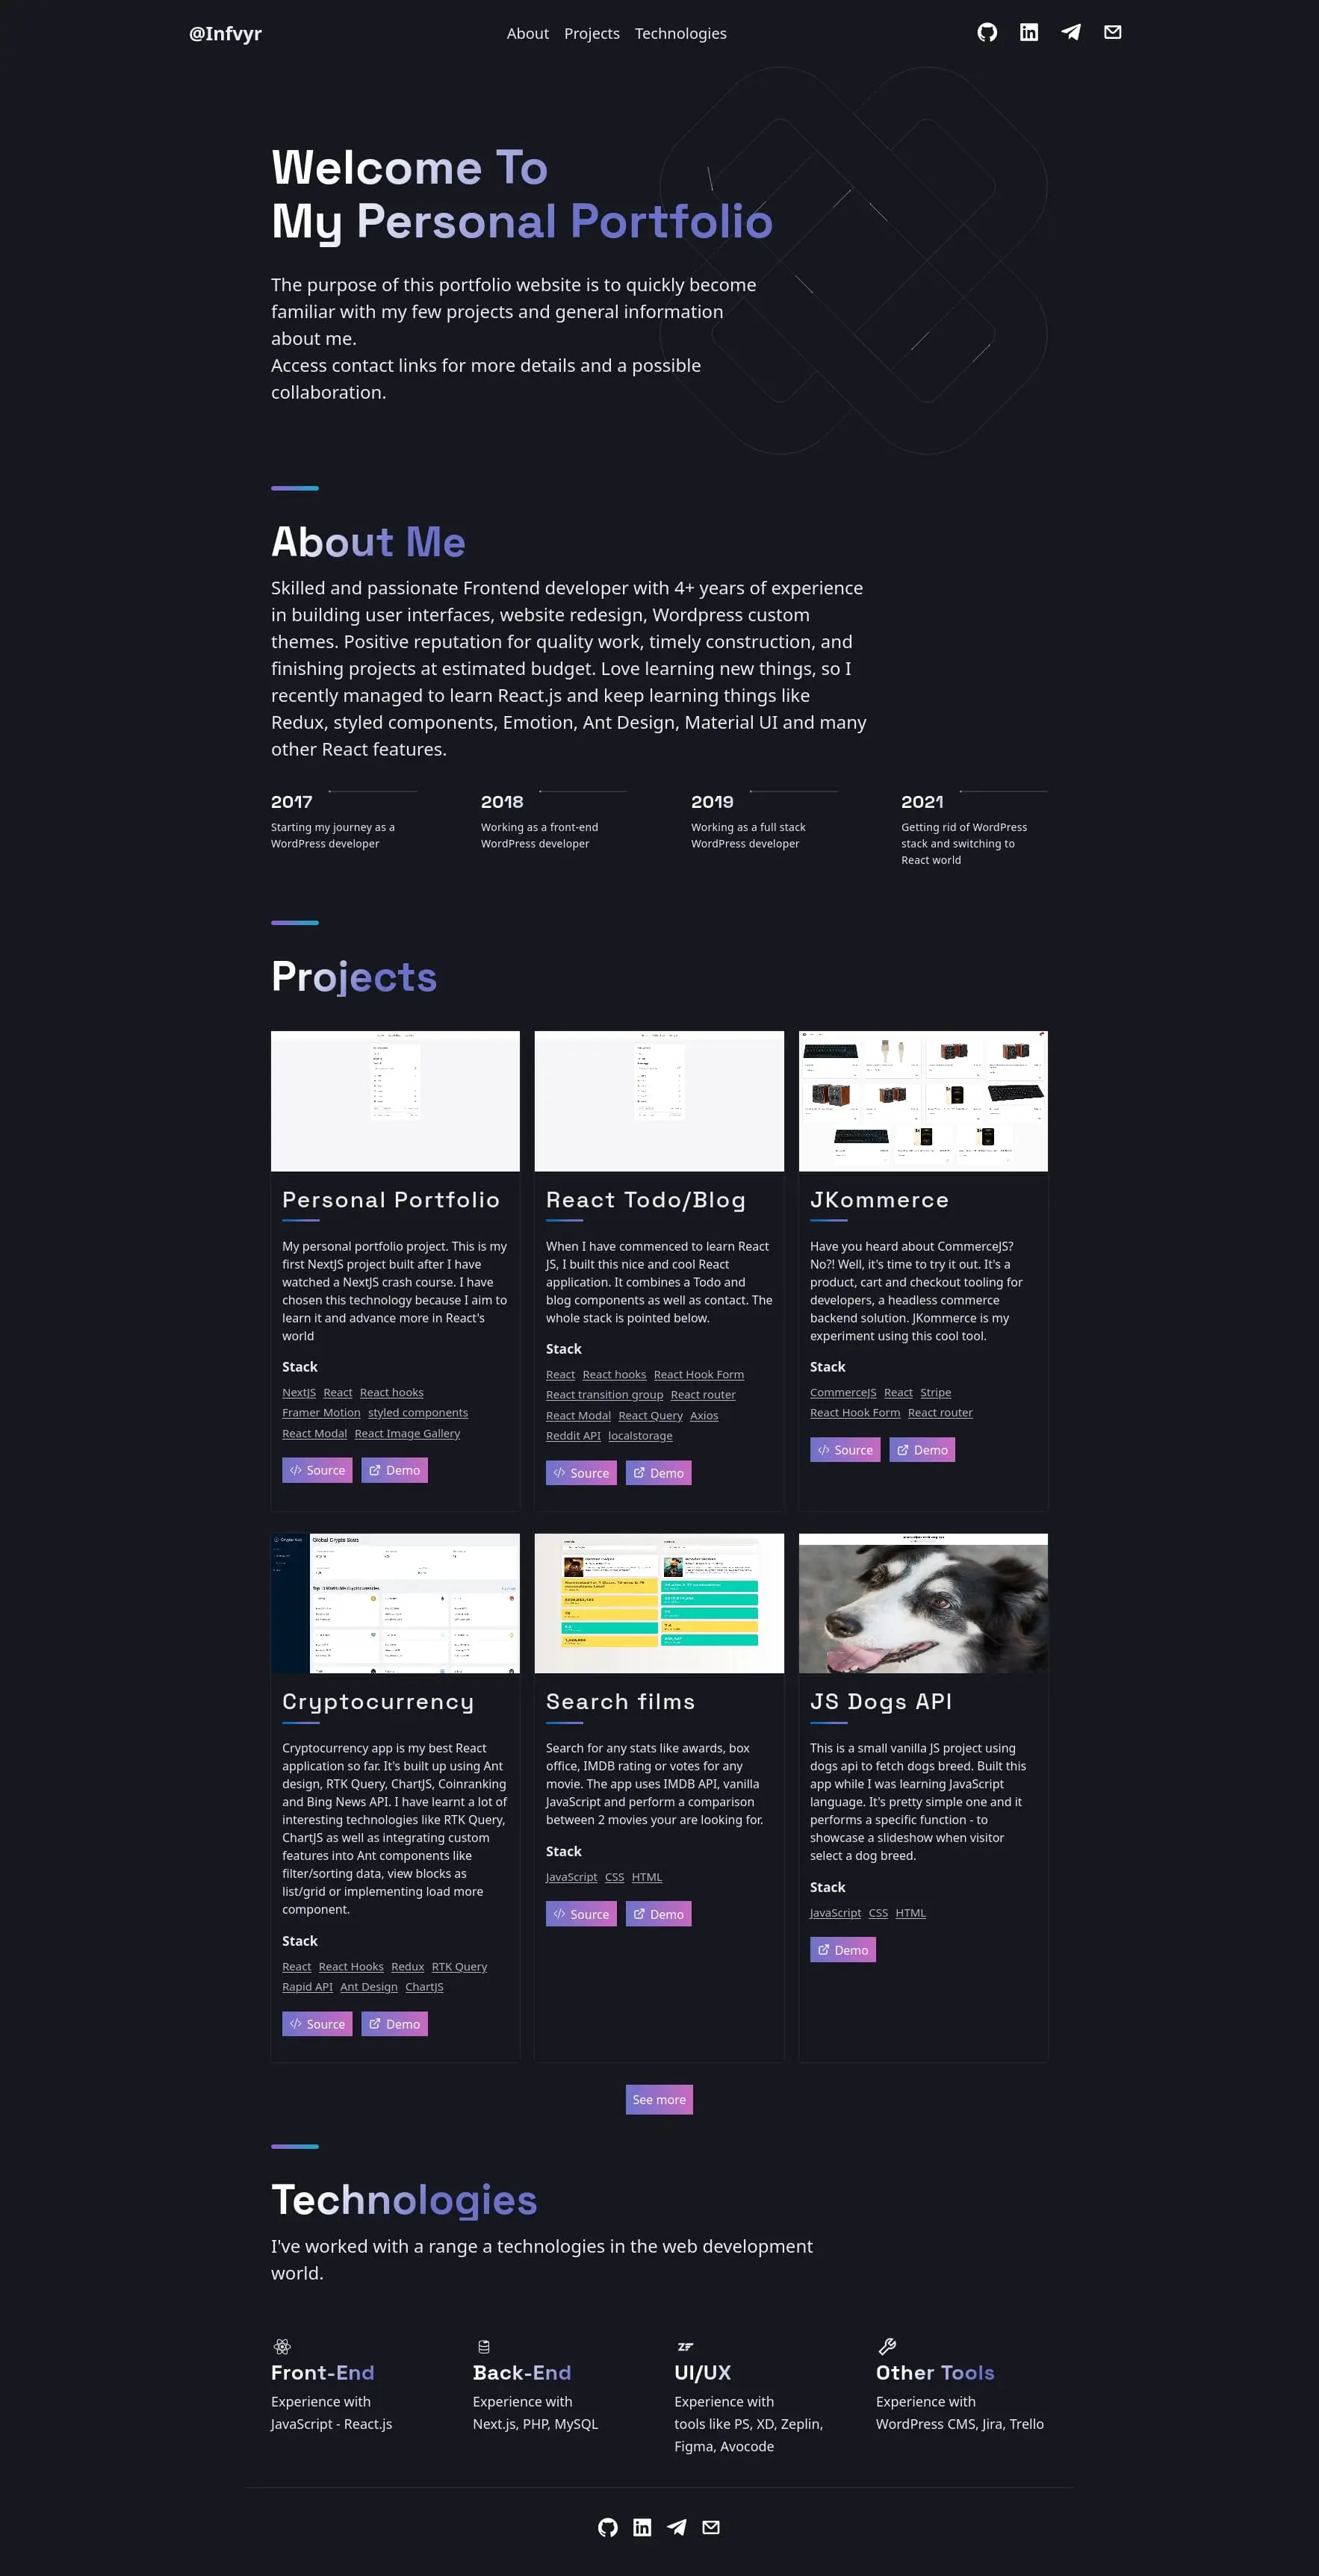 @Infvyr
About Projects Technologies
Welcome To
My Personal Portfolio
The purpose of this portfolio website is to quickly become
familiar with my few projects and general information
about me.
Access contact links for more details and a possible
collaboration.
About Me
Skilled and passionate Frontend developer with 4+ years of experience
in building user interfaces, website redesign, Wordpress custom
themes. Positive reputation for quality work, timely construction, and
finishing projects at estimated budget. Love learning new things, so I
recently managed to learn React.js and keep learning things like
Redux, styled components, Emotion, Ant Design, Material UI and many
other React features.
2017
Starting my journey as a
WordPress developer
2018
Working as a front-end
WordPress developer
2019
Working as a full stack
WordPress developer
2021
Getting rid of WordPress
stack and switching to
React world
Projects
Personal Portfolio
My personal portfolio project. This is my
first NextJS project built after I have
watched a NextJS crash course. I have
chosen this technology because I aim to
learn it and advance more in React's
world
Stack
NextJS React React hooks
Framer Motion styled components
React Modal React Image Gallery
Source Demo
React Todo/Blog
When I have commenced to learn React
JS, I built this nice and cool React
application. It combines a Todo and
blog components as well as contact. The
whole stack is pointed below.
Stack
React React hooks React Hook Form
React transition group React router
React Modal React Query Axios
Reddit API localstorage
Source Demo
JKommerce
Have you heard about CommerceJS?
No?! Well, it's time to try it out. It's a
product, cart and checkout tooling for
developers, a headless commerce
backend solution. JKommerce is my
experiment using this cool tool.
Stack
CommerceJS React Stripe
React Hook Form React router
Source Demo
Global Crypto Stats
Cryptocurrency
Cryptocurrency app is my best React
application so far. It's built up using Ant
design, RTK Query, ChartJS, Coinranking
and Bing News API. I have learnt a lot of
interesting technologies like RTK Query,
ChartJS as well as integrating custom
features into Ant components like
filter/sorting data, view blocks as
list/grid or implementing load more
component.
Stack
React React Hooks Redux RTK Query
Rapid API Ant Design ChartJS
Source Demo
Search films
Search for any stats like awards, box
office, IMDB rating or votes for any
movie. The app uses IMDB API, vanilla
JavaScript and perform a comparison
between 2 movies your are looking for.
Stack
JavaScript CSS HTML
Source Demo
JS Dogs API
This is a small vanilla JS project using
dogs api to fetch dogs breed. Built this
app while I was learning JavaScript
language. It's pretty simple one and it
performs a specific function - to
showcase a slideshow when visitor
select a dog breed.
Stack
JavaScript CSS HTML
Demo
See more
Technologies
I've worked with a range a technologies in the web development
world.
Front-End
Experience with
JavaScript - React.js
Back-End
Experience with
Next.js, PHP, MySQL
UI/UX
Experience with
tools like PS, XD, Zeplin,
Figma, Avocode
Other Tools
Experience with
WordPress CMS, Jira, Trello